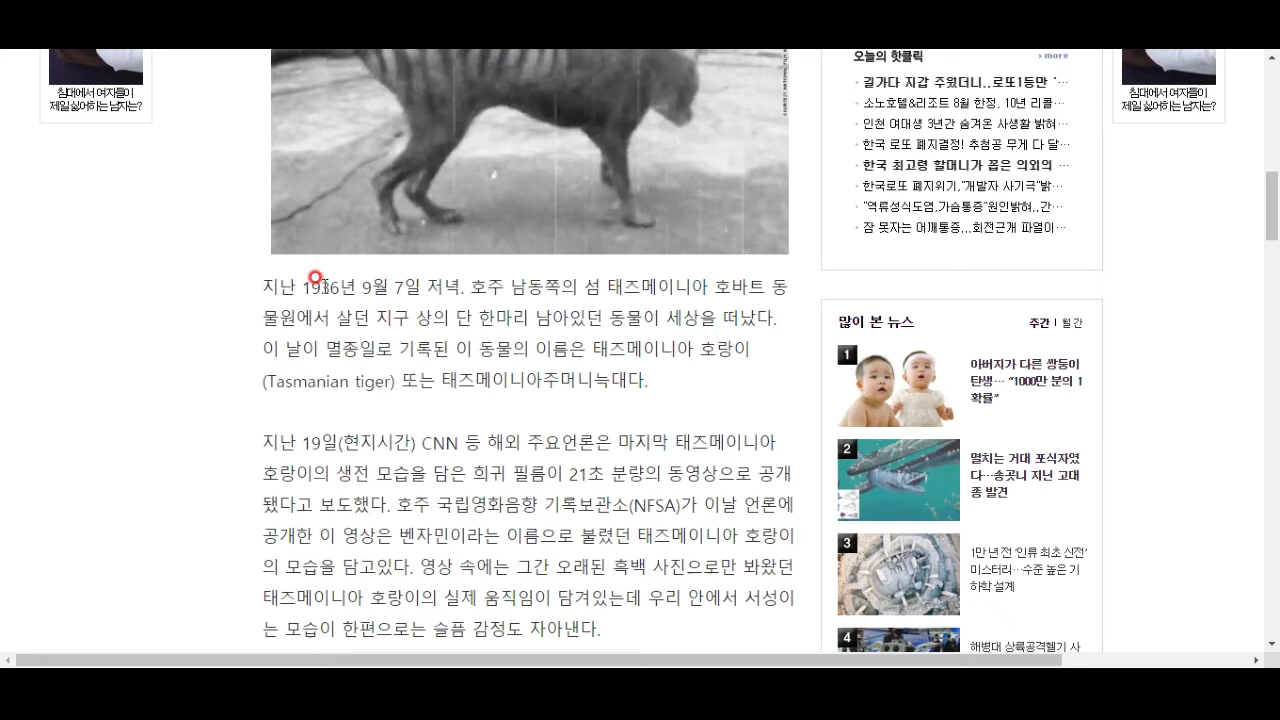 침대에서 여자들이
제일 싫어하는 남자는?
지난 1936년 9월 7일 저녁. 호주 남동쪽의 섬 태즈메이니아 호바트 동
물원에서 살던 지구 상의 단 한마리 남아있던 동물이 세상을 떠났다.
이 날이 멸종일로 기록된 이 동물의 이름은 태즈메이니아 호랑이
(Tasmanian tiger) 또는 태즈메이니아주머니늑대다.
지난 19일(현지시간) CNN 등 해외 주요언론은 마지막 태즈메이니아
호랑이의 생전 모습을 담은 희귀 필름이 21초 분량의 동영상으로 공개
됐다고 보도했다. 호주 국립영화음향 기록보관소(NFSA)가 이날 언론에
공개한 이 영상은 벤자민이라는 이름으로 불렸던 태즈메이니아 호랑이
의 모습을 담고있다. 영상 속에는 그간 오래된 흑백 사진으로만 봐왔던
태즈메이니아 호랑이의 실제 움직임이 담겨있는데 우리 안에서 서성이
는 모습이 한편으로는 슬픔 감정도 자아낸다.
오늘의 핫클릭 › more
길가다 지갑 주웠더니..로또1등만 "…
소노호텔&리조트 8월 한정, 10년 리콜…
인천 여대생 3년간 숨겨온 사생활 밝혀…
한국 로또 폐지결정! 추첨공 무게 다 달…
한국 최고령 할머니가 꼽은 의외의 …
한국로또 폐지위기,"개발자 사기극"밝…
"역류성식도염,가슴통증"원인밝혀..간…
잠 못자는 어깨통증...회전근개 파열이…
많이 본 뉴스 주간 | 월간
1
아버지가 다른 쌍둥이
탄생… “1000만 분의 1
확률”
2
멸치는 거대 포식자였
다…송곳니 지닌 고대
종 발견
3
1만 년 전 ‘인류 최초 신전’
미스터리…수준 높은 기
하학 설계
4
해병대 상륙공격헬기 사
침대에서 여자들이
제일 싫어하는 남자는?